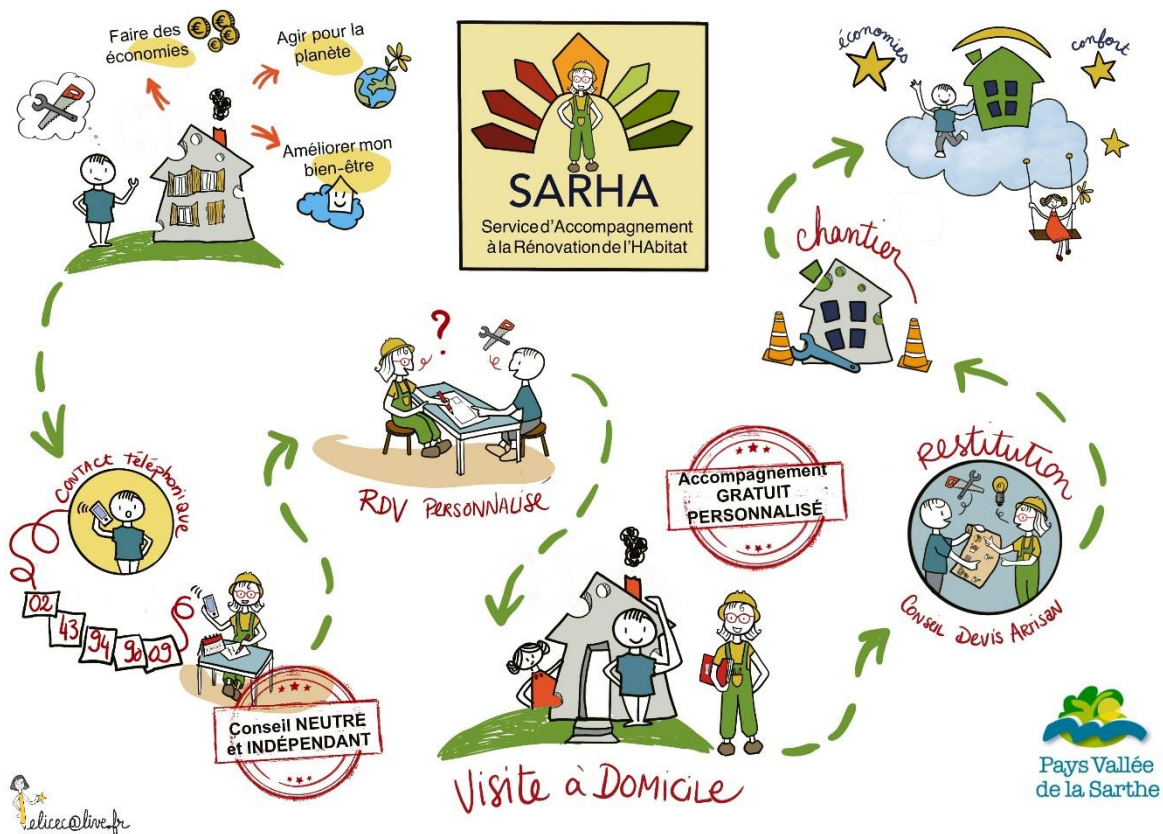 Faire des
économies
Agir pour la
planète
Améliorer mon
bien-être
SARHA
Service d'Accompagnement
à la Rénovation de l'HAbitat
économies
confort
chantier
?
CONTACT Téléphonique
02
43
94
90
09
RDV PERSONNALISÉ
Conseil NEUTRE
et INDÉPENDANT
Accompagnement
GRATUIT
PERSONNALISÉ
Visite à DOMICILE
RESTITUTION
CONSEIL DEVIS ARTISAN
Pays Vallée
de la Sarthe
elicec@live.fr